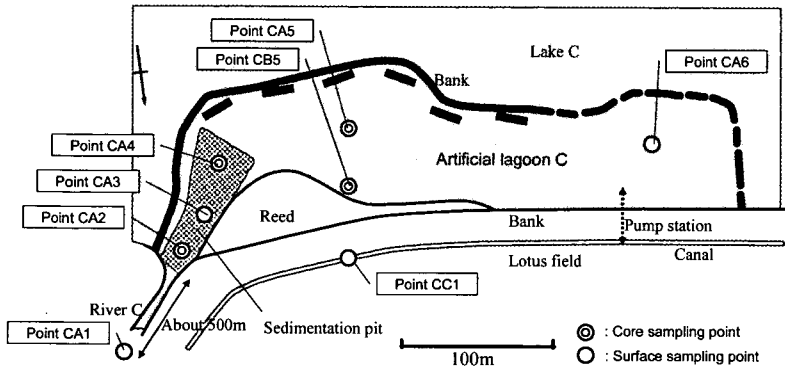 Point CA5
Lake C
Point CB5
Point CA6
Bank
Point CA4
Artificial lagoon C
Point CA3
Point CA2
Reed
Bank
Pump station
Lotus field
Canal
River C
Point CC1
About 500m
Sedimentation pit
Point CA1
100m
: Core sampling point
: Surface sampling point